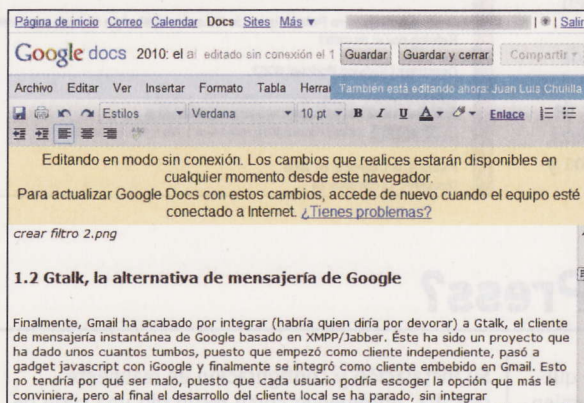 Página de inicio Correo Calendar Docs Sites Más ▼ | Salir
Google docs 2010: el a editado sin conexión el 1 Guardar Guardar y cerrar Compartir
Archivo Editar Ver Insertar Formato Tabla Herra También está editando ahora: Juan Luis Chulilla
Estilos Verdana 10 pt B I U A Enlace
Editando en modo sin conexión. Los cambios que realices estarán disponibles en
cualquier momento desde este navegador.
Para actualizar Google Docs con estos cambios, accede de nuevo cuando el equipo esté
conectado a Internet. ¿Tienes problemas?
crear filtro 2.png
1.2 Gtalk, la alternativa de mensajería de Google
Finalmente, Gmail ha acabado por integrar (habría quien diría por devorar) a Gtalk, el cliente
de mensajería instantánea de Google basado en XMPP/Jabber. Éste ha sido un proyecto que
ha dado unos cuantos tumbos, puesto que empezó como cliente independiente, pasó a
gadget javascript con iGoogle y finalmente se integró como cliente embebido en Gmail. Esto
no tendría por qué ser malo, puesto que cada usuario podría escoger la opción que más le
conviniera, pero al final el desarrollo del cliente local se ha parado, sin integrar